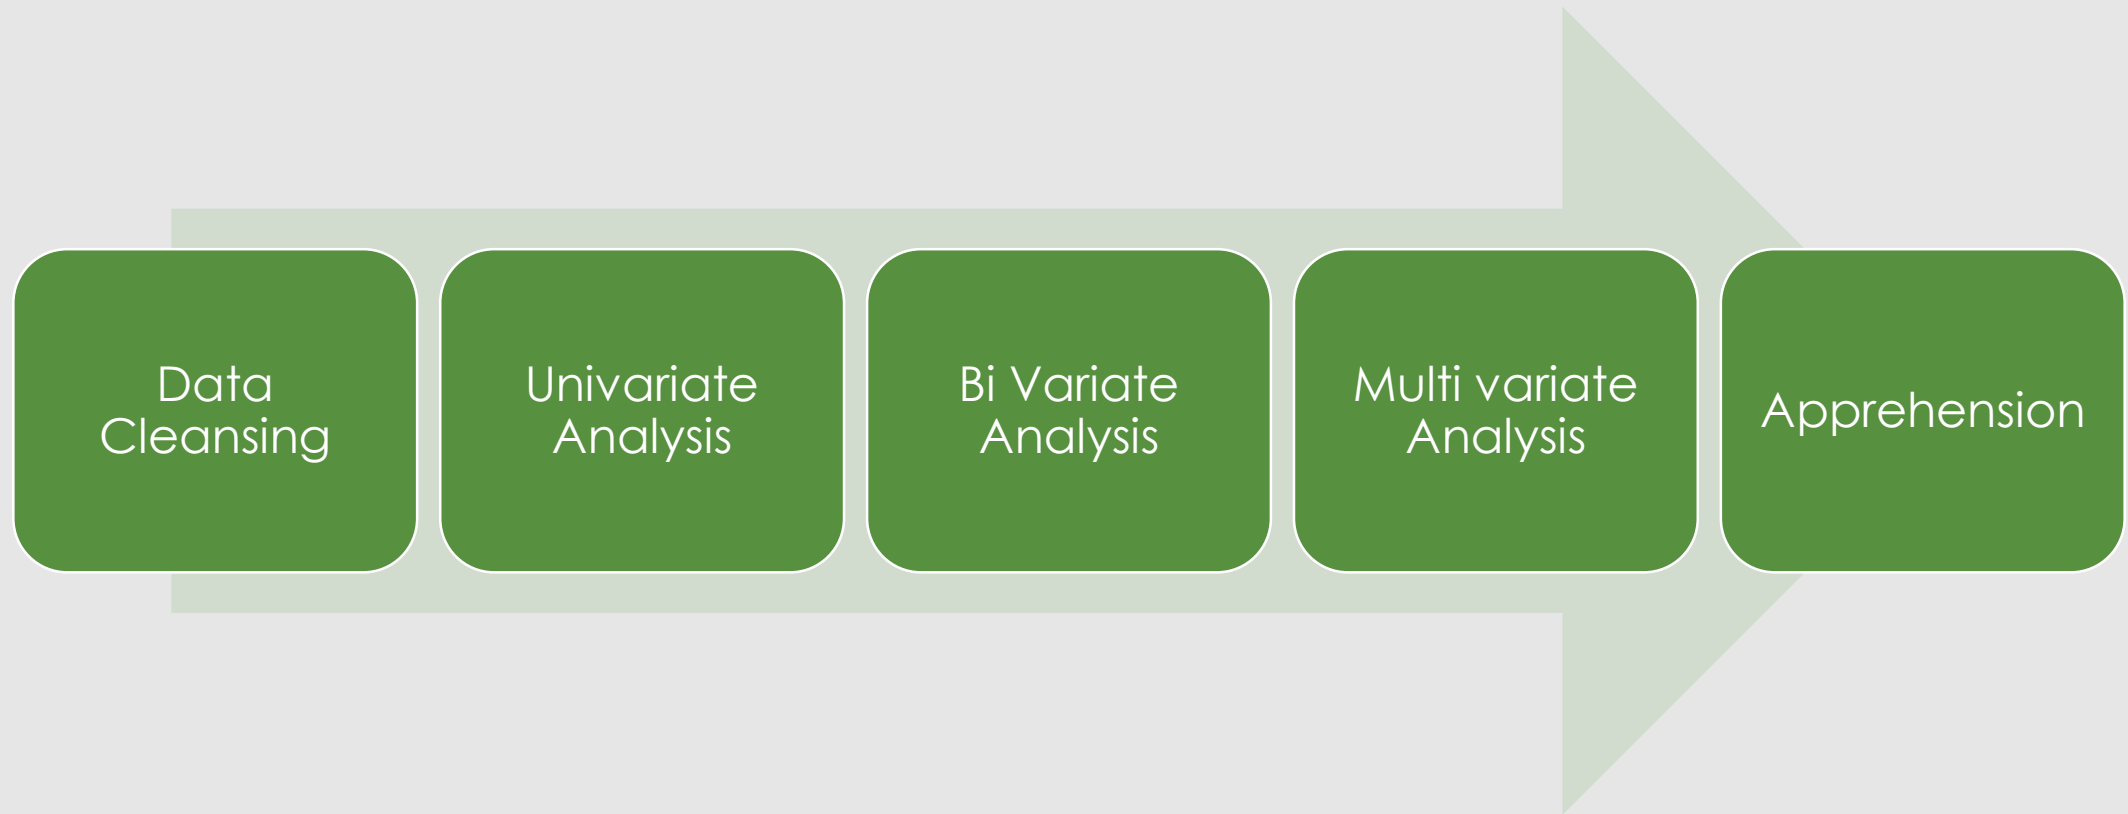 Data
Cleansing
Univariate
Analysis
Bi Variate
Analysis
Multi variate
Analysis
Apprehension